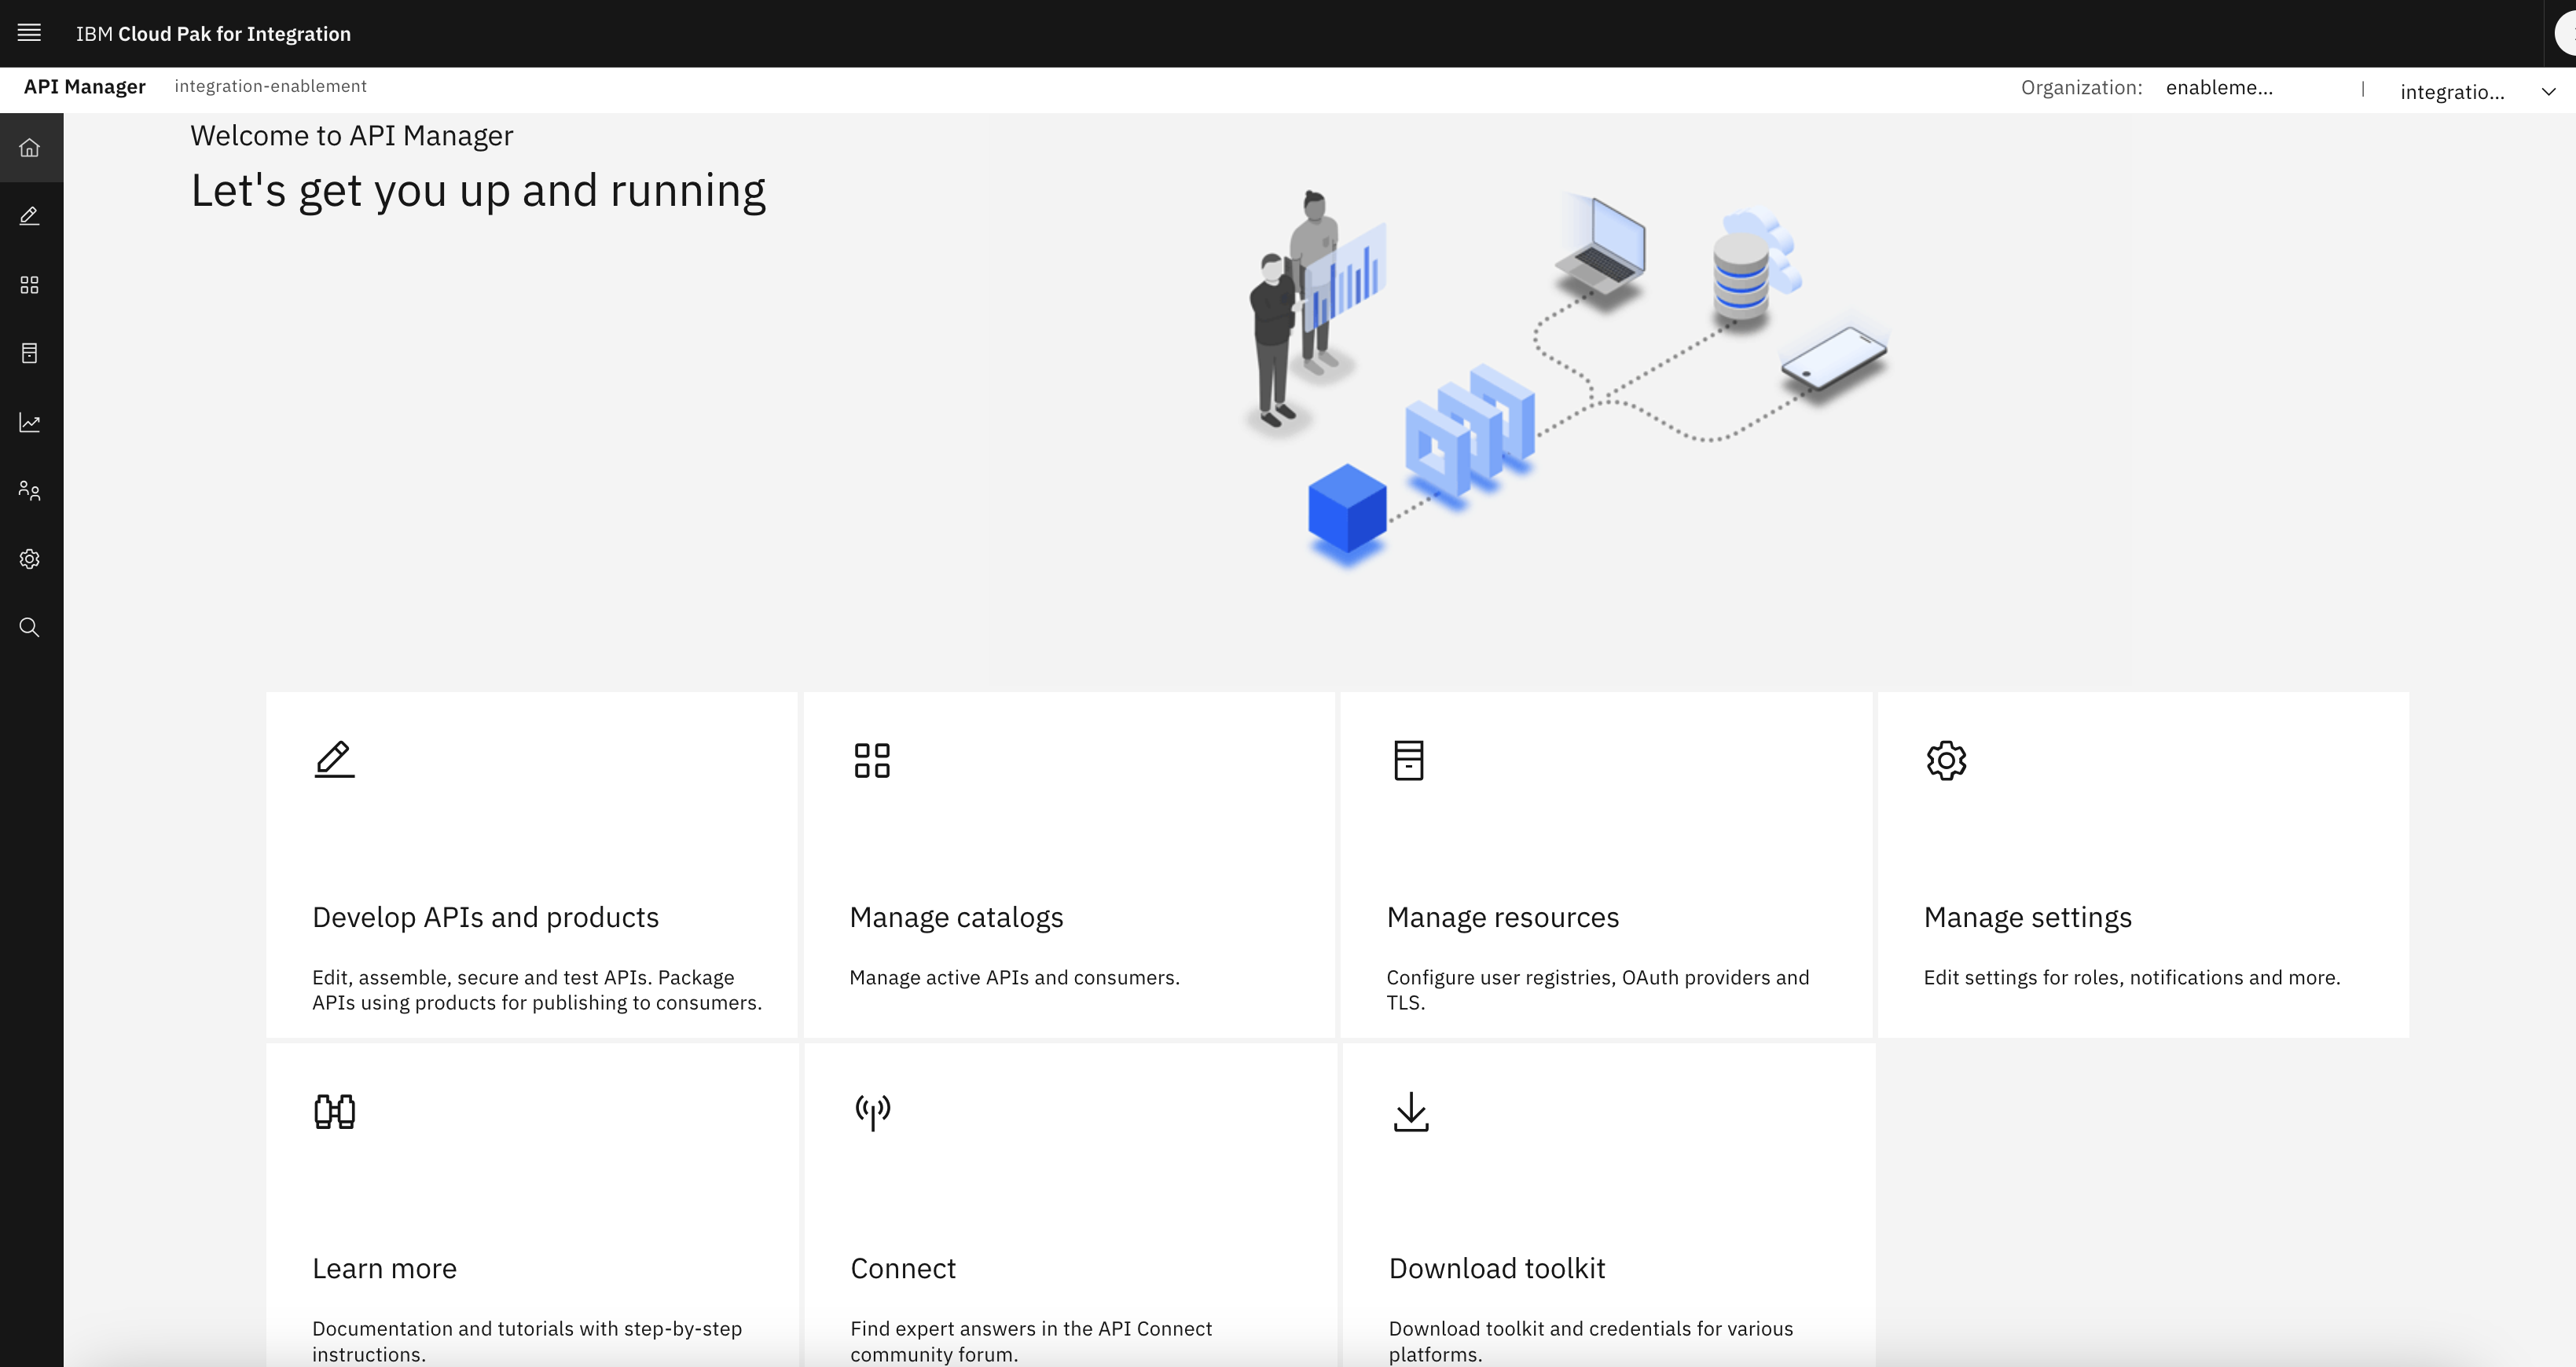 IBM Cloud Pak for Integration
API Manager integration-enablement Organization: enableme... | integratio...
Welcome to API Manager
Let's get you up and running
Develop APIs and products
Edit, assemble, secure and test APIs. Package
APIs using products for publishing to consumers.
Manage catalogs
Manage active APIs and consumers.
Manage resources
Configure user registries, OAuth providers and
TLS.
Manage settings
Edit settings for roles, notifications and more.
Learn more
Documentation and tutorials with step-by-step
instructions.
Connect
Find expert answers in the API Connect
community forum.
Download toolkit
Download toolkit and credentials for various
platforms.